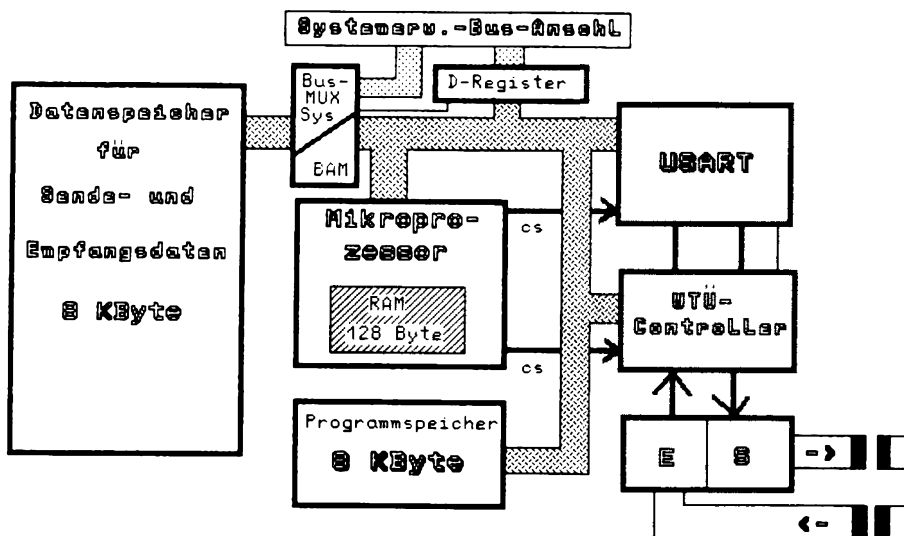 Systemerw.-Bus-Anschl
Bus-
MUX
Sys
BAM
D-Register
Datenspeicher
für
Sende- und
Empfangsdaten
8 KByte
USART
Mikropro-
zessor
RAM
128 Byte
cs
cs
WTÜ-
Controller
Programmspeicher
8 KByte
E
S
->
<-